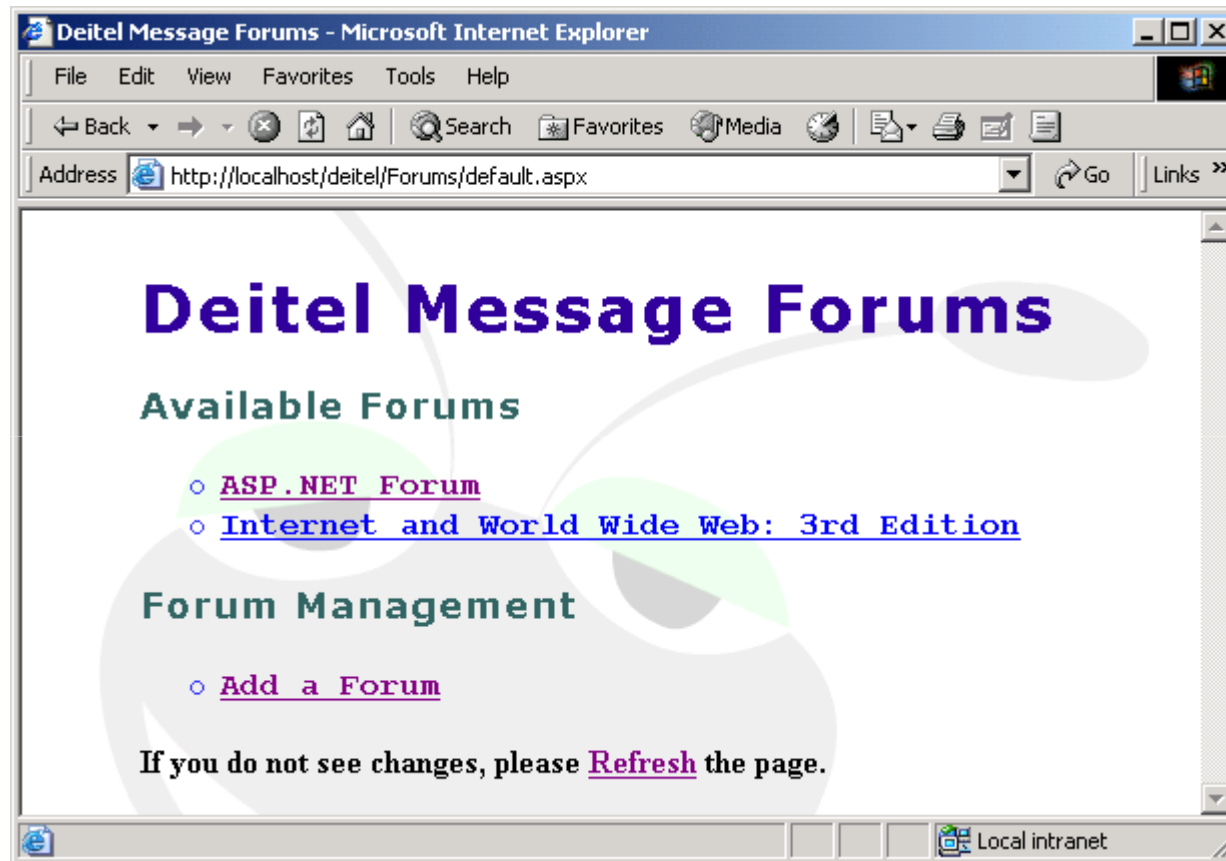 Deitel Message Forums - Microsoft Internet Explorer
File Edit View Favorites Tools Help
Back Search Favorites Media
Address http://localhost/deitel/Forums/default.aspx Go Links »
Deitel Message Forums
Available Forums
ASP.NET Forum
Internet and World Wide Web: 3rd Edition
Forum Management
Add a Forum
If you do not see changes, please Refresh the page.
Local intranet